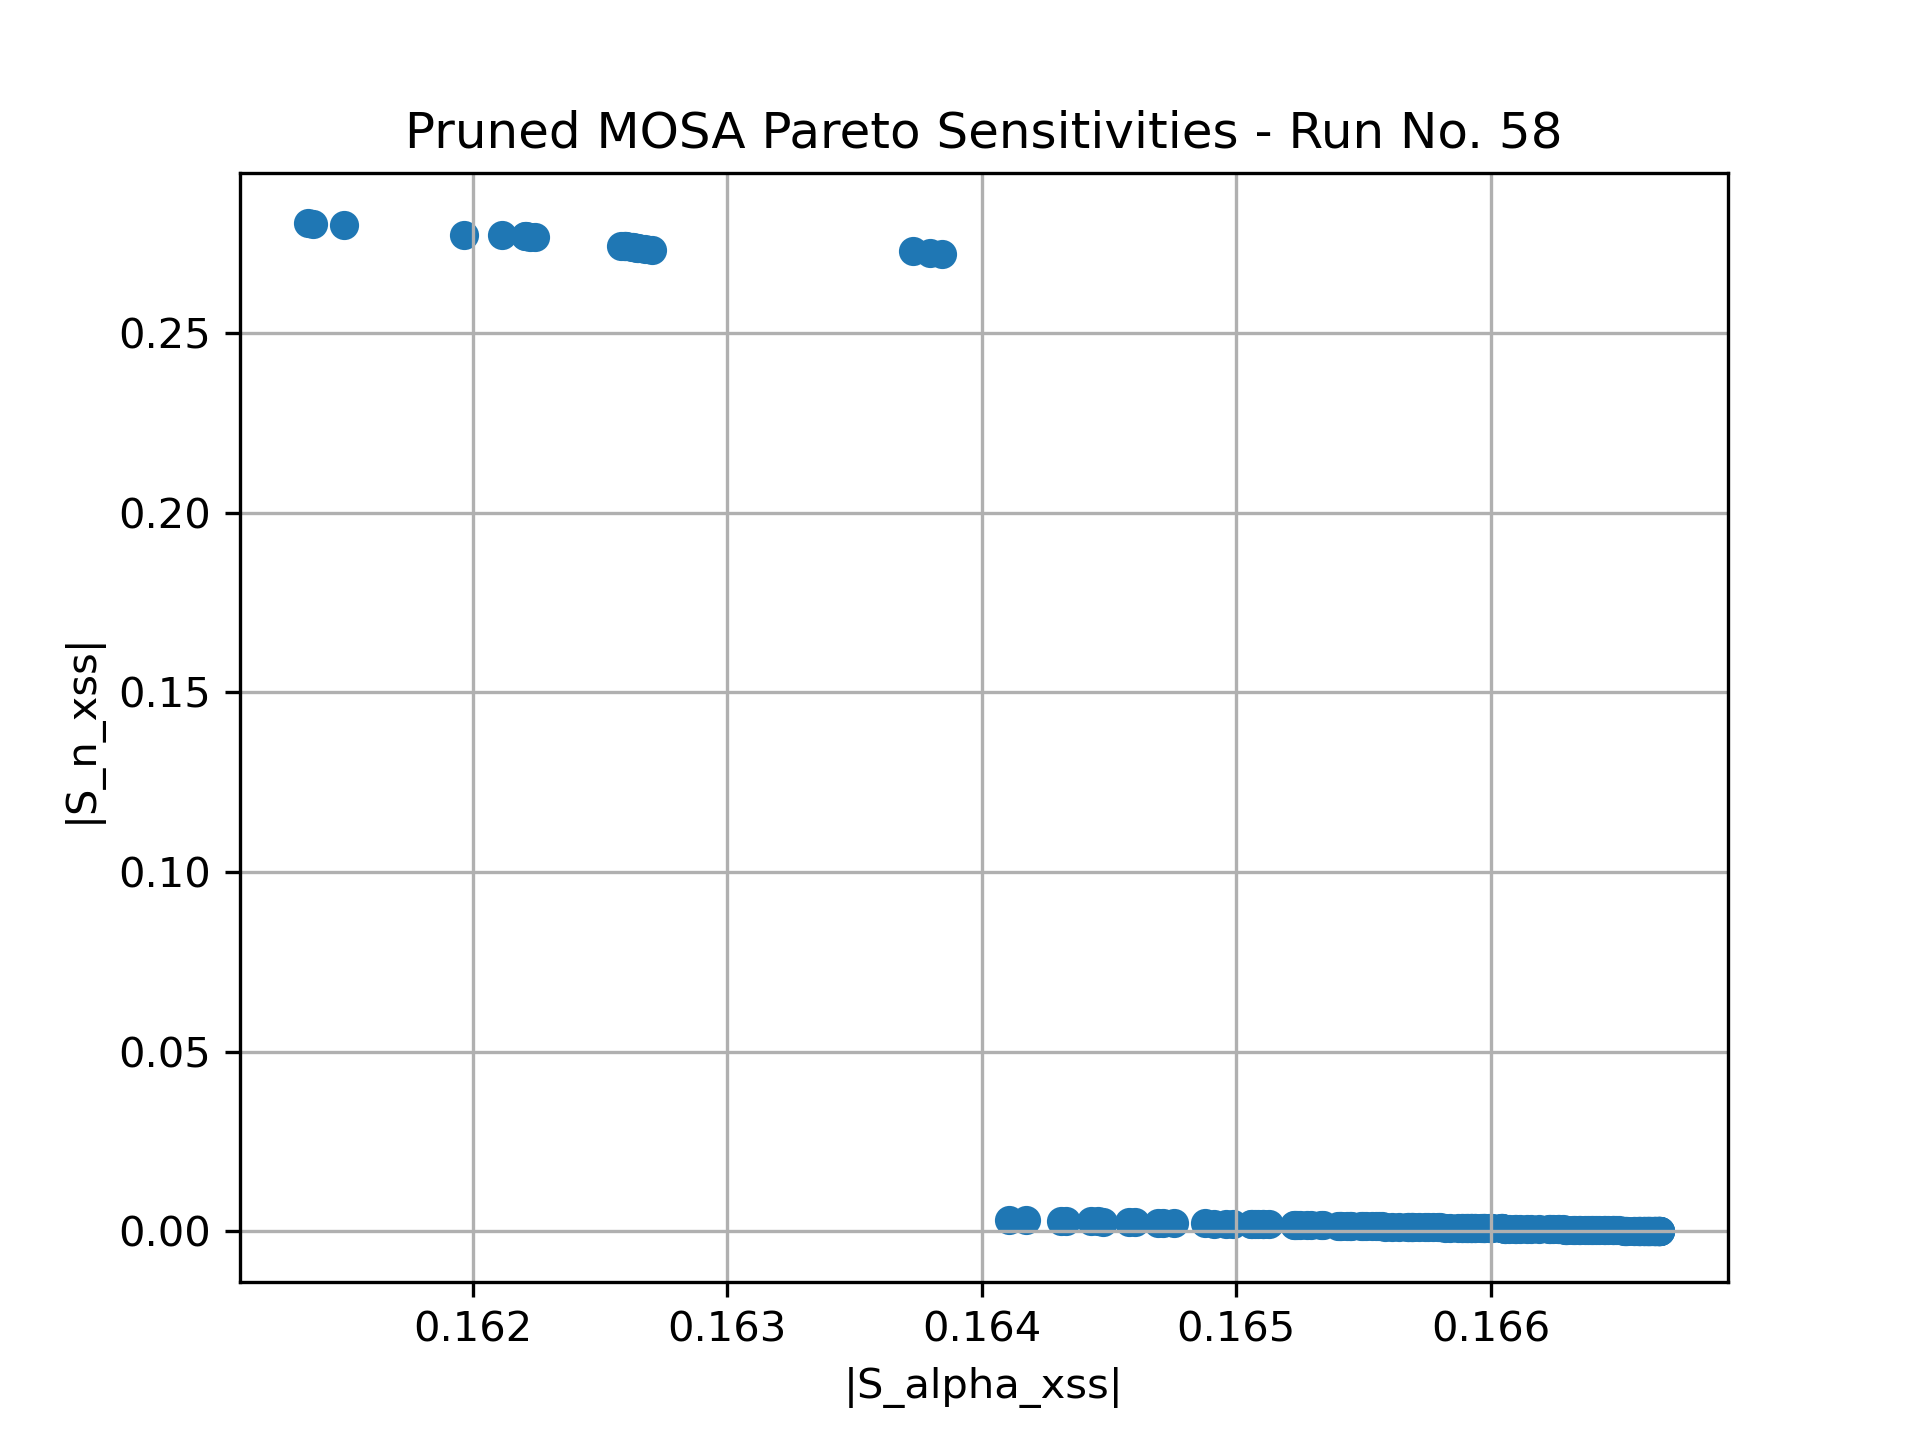 Pruned MOSA Pareto Sensitivities - Run No. 58
|S_n_xss|
0.25
0.20
0.15
0.10
0.05
0.00
0.162 0.163 0.164 0.165 0.166
|S_alpha_xss|